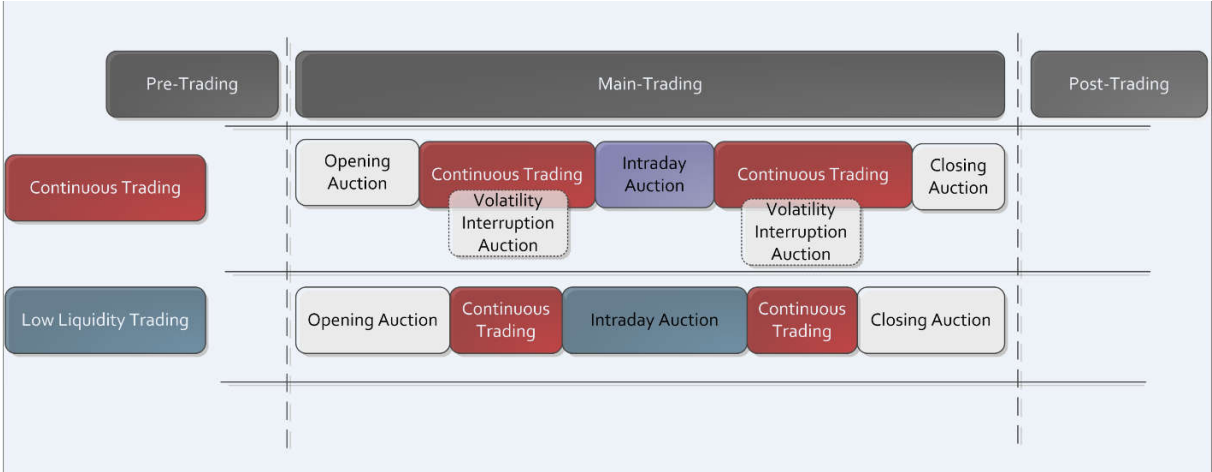 Pre-Trading
Main-Trading
Post-Trading
Continuous Trading
Opening
Auction
Continuous Trading
Volatility
Interruption
Auction
Intraday
Auction
Continuous Trading
Volatility
Interruption
Auction
Closing
Auction
Low Liquidity Trading
Opening Auction
Continuous
Trading
Intraday Auction
Continuous
Trading
Closing Auction